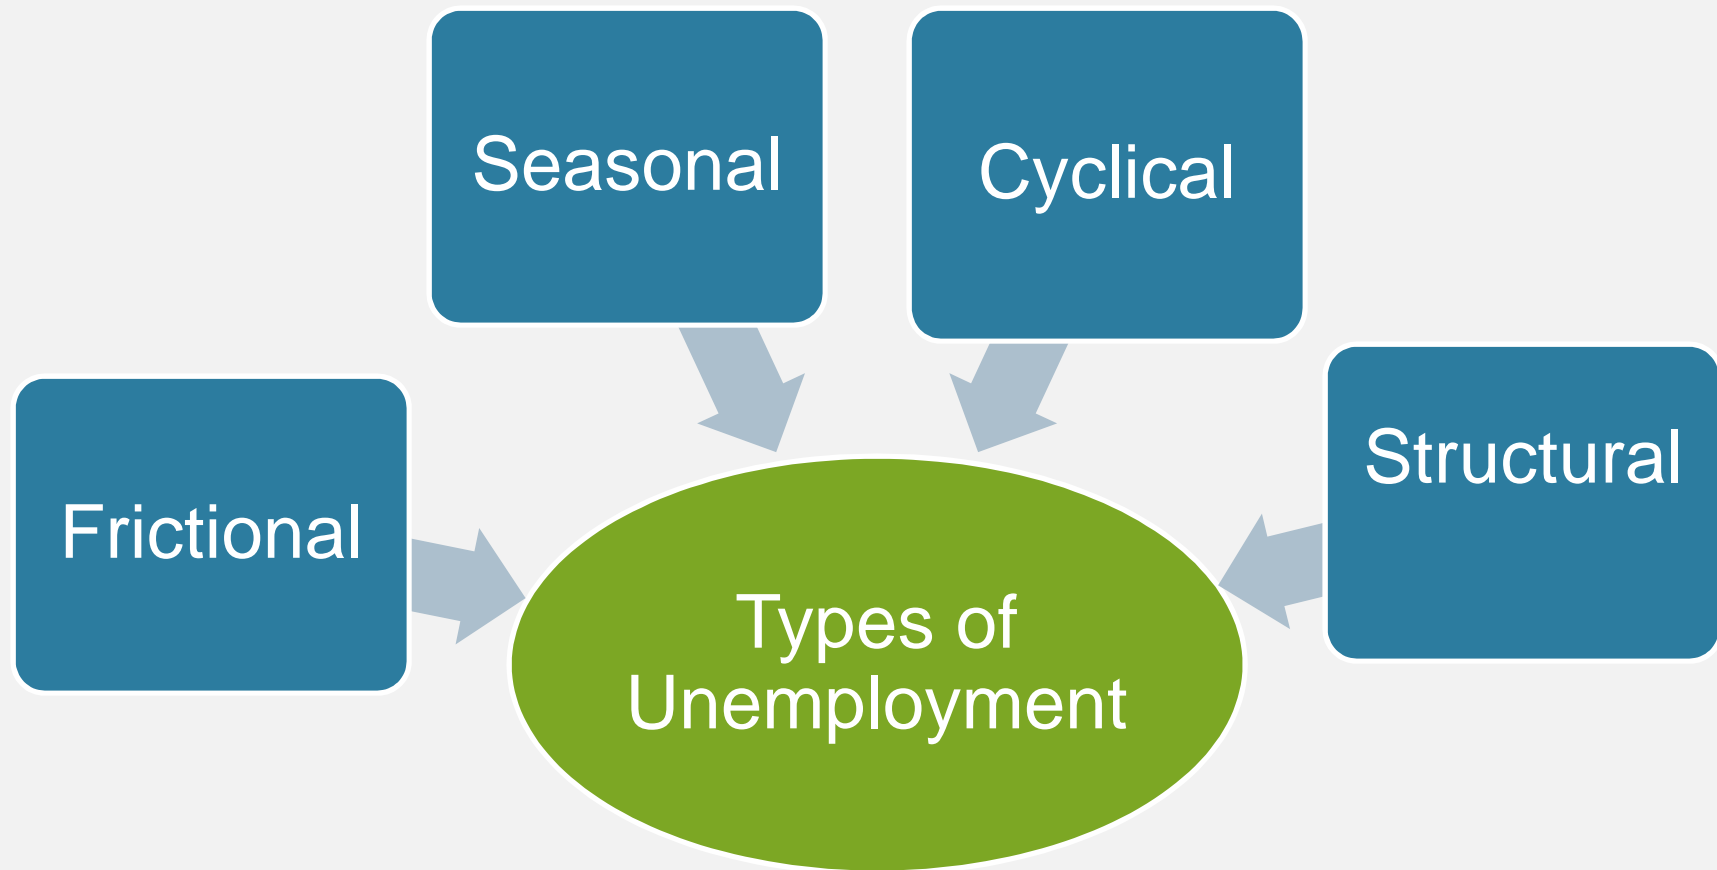 Seasonal
Cyclical
Structural
Frictional
Types of
Unemployment